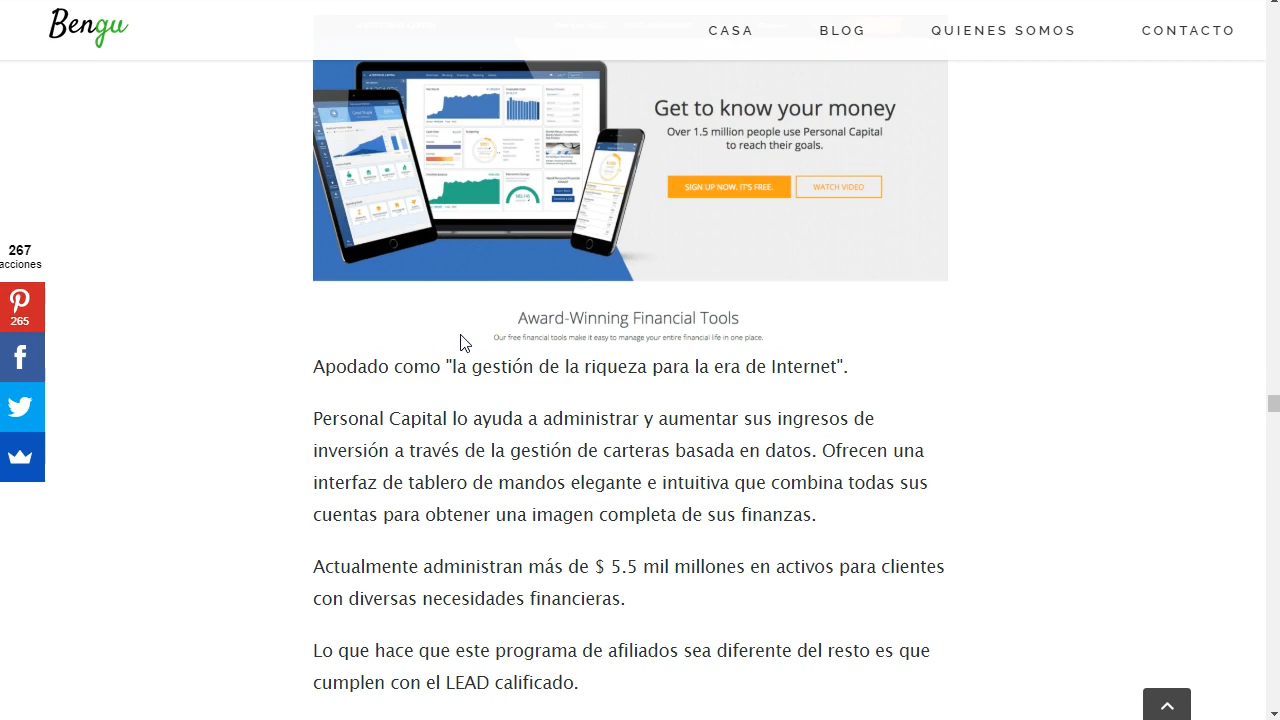 Bengu
CASA
BLOG
QUIENES SOMOS
CONTACTO
Get to know your money
Over 1.5 million people use Personal Capital
to reach their goals.
SIGN UP NOW. IT'S FREE.
WATCH VIDEO
267
acciones
265
Award-Winning Financial Tools
Our free financial tools make it easy to manage your entire financial life in one place.
Apodado como "la gestión de la riqueza para la era de Internet".
Personal Capital lo ayuda a administrar y aumentar sus ingresos de
inversión a través de la gestión de carteras basada en datos. Ofrecen una
interfaz de tablero de mandos elegante e intuitiva que combina todas sus
cuentas para obtener una imagen completa de sus finanzas.
Actualmente administran más de $ 5.5 mil millones en activos para clientes
con diversas necesidades financieras.
Lo que hace que este programa de afiliados sea diferente del resto es que
cumplen con el LEAD calificado.